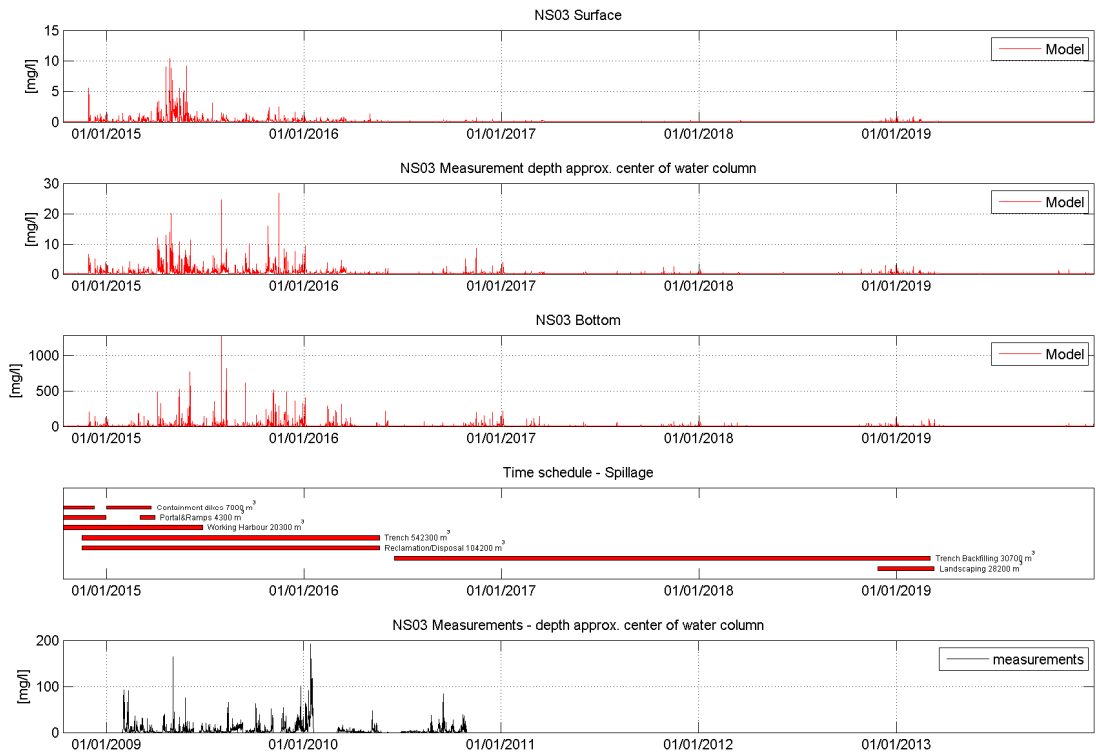 NS03 Surface
[mg/l]
15
10
5
0
Model
01/01/2015 01/01/2016 01/01/2017 01/01/2018 01/01/2019
NS03 Measurement depth approx. center of water column
[mg/l]
30
20
10
0
Model
01/01/2015 01/01/2016 01/01/2017 01/01/2018 01/01/2019
NS03 Bottom
[mg/l]
1000
500
0
Model
01/01/2015 01/01/2016 01/01/2017 01/01/2018 01/01/2019
Time schedule - Spillage
Containment dikes 7000 m³
Portal&Ramps 4300 m³
Working Harbour 20300 m³
Trench 542300 m³
Reclamation/Disposal 104200 m³
Trench Backfilling 30700 m³
Landscaping 28200 m³
01/01/2015 01/01/2016 01/01/2017 01/01/2018 01/01/2019
NS03 Measurements - depth approx. center of water column
[mg/l]
200
100
0
measurements
01/01/2009 01/01/2010 01/01/2011 01/01/2012 01/01/2013